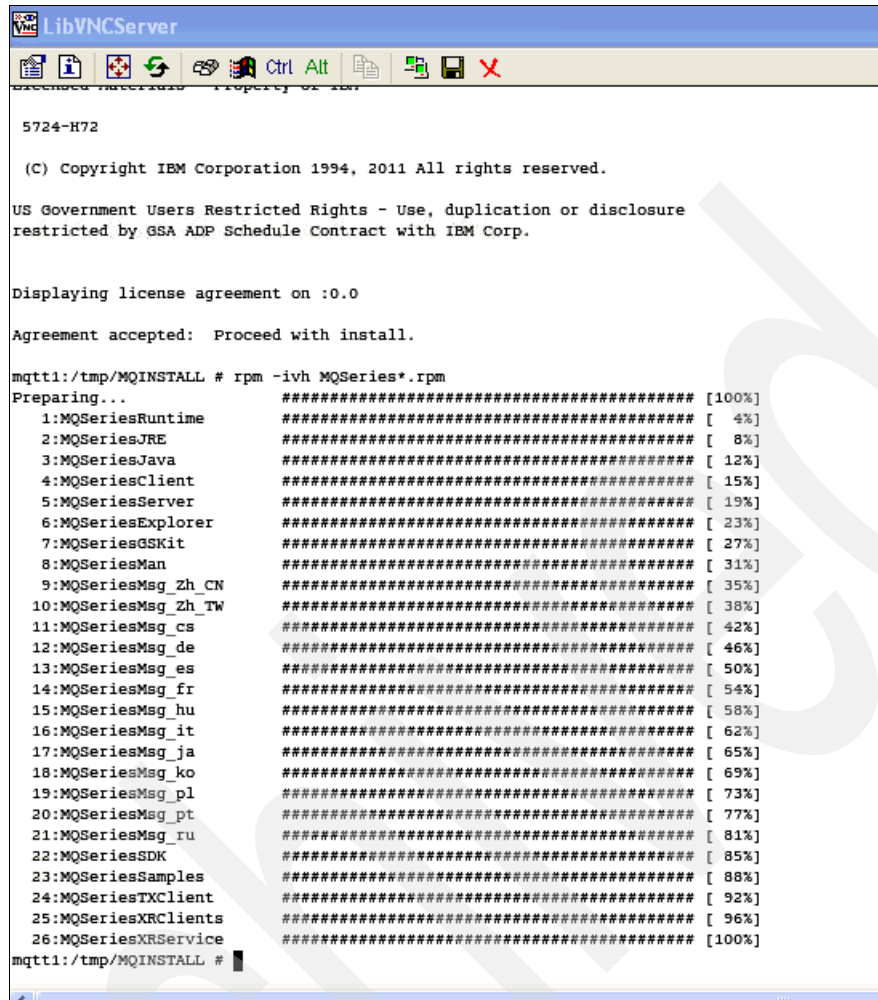 LibVNCServer
Ctrl Alt
Licensed Materials - Property of IBM
5724-H72
(C) Copyright IBM Corporation 1994, 2011 All rights reserved.
US Government Users Restricted Rights - Use, duplication or disclosure
restricted by GSA ADP Schedule Contract with IBM Corp.
Displaying license agreement on :0.0
Agreement accepted:  Proceed with install.
mqtt1:/tmp/MQINSTALL # rpm -ivh MQSeries*.rpm
Preparing...                ########################################### [100%]
   1:MQSeriesRuntime        ########################################### [  4%]
   2:MQSeriesJRE            ########################################### [  8%]
   3:MQSeriesJava           ########################################### [ 12%]
   4:MQSeriesClient         ########################################### [ 15%]
   5:MQSeriesServer         ########################################### [ 19%]
   6:MQSeriesExplorer       ########################################### [ 23%]
   7:MQSeriesGSKit          ########################################### [ 27%]
   8:MQSeriesMan            ########################################### [ 31%]
   9:MQSeriesMsg_Zh_CN      ########################################### [ 35%]
  10:MQSeriesMsg_Zh_TW      ########################################### [ 38%]
  11:MQSeriesMsg_cs         ########################################### [ 42%]
  12:MQSeriesMsg_de         ########################################### [ 46%]
  13:MQSeriesMsg_es         ########################################### [ 50%]
  14:MQSeriesMsg_fr         ########################################### [ 54%]
  15:MQSeriesMsg_hu         ########################################### [ 58%]
  16:MQSeriesMsg_it         ########################################### [ 62%]
  17:MQSeriesMsg_ja         ########################################### [ 65%]
  18:MQSeriesMsg_ko         ########################################### [ 69%]
  19:MQSeriesMsg_pl         ########################################### [ 73%]
  20:MQSeriesMsg_pt         ########################################### [ 77%]
  21:MQSeriesMsg_ru         ########################################### [ 81%]
  22:MQSeriesSDK            ########################################### [ 85%]
  23:MQSeriesSamples        ########################################### [ 88%]
  24:MQSeriesTXClient       ########################################### [ 92%]
  25:MQSeriesXRClients      ########################################### [ 96%]
  26:MQSeriesXRService      ########################################### [100%]
mqtt1:/tmp/MQINSTALL #